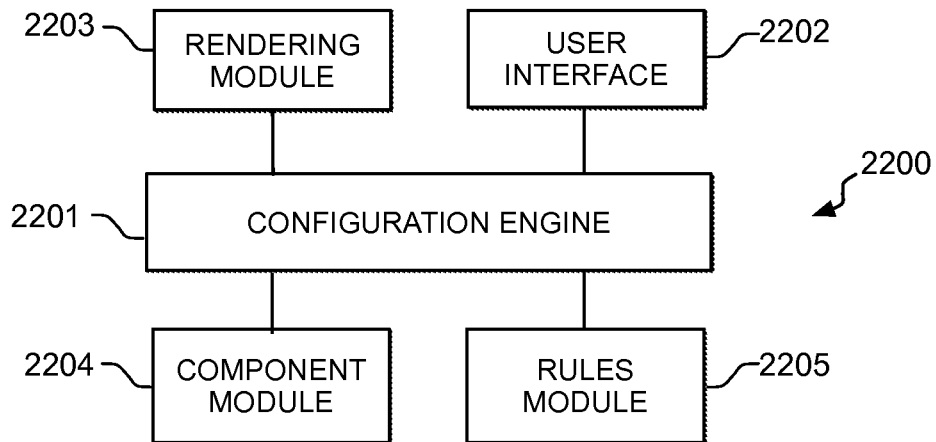 2203
RENDERING
MODULE
USER
INTERFACE
2202
2200
2201
CONFIGURATION ENGINE
2204
COMPONENT
MODULE
RULES
MODULE
2205